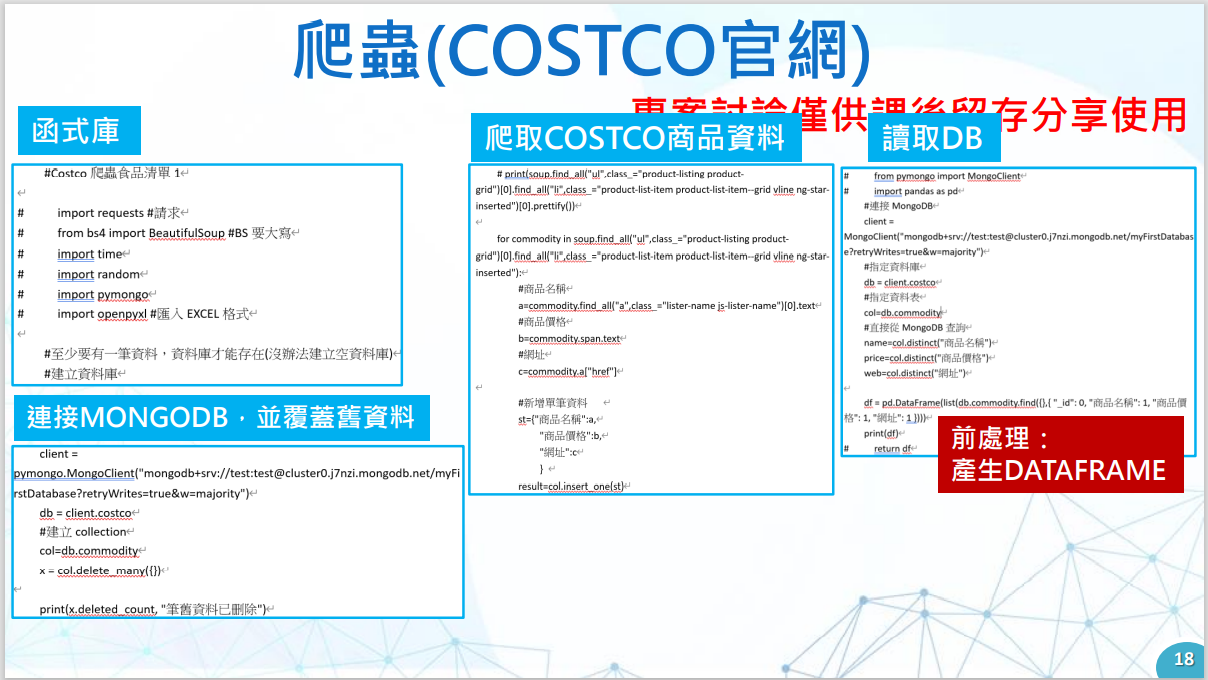 爬蟲(COSTCO官網)
專案討論僅供課後留存分享使用
函式庫
#Costco 爬蟲食品清單 1
# import requests #請求
# from bs4 import BeautifulSoup #BS 要大寫
# import time
# import random
# import pymongo
# import openpyxl #匯入 EXCEL 格式
#至少要有一筆資料，資料庫才能存在(沒辦法建立空資料庫)
#建立資料庫
連接MONGODB，並覆蓋舊資料
client =
pymongo.MongoClient("mongodb+srv://test:test@cluster0.j7nzi.mongodb.net/myFi
rstDatabase?retryWrites=true&w=majority")
db = client.costco
#建立 collection
col=db.commodity
x = col.delete_many({})
print(x.deleted_count, "筆舊資料已刪除")
爬取COSTCO商品資料
# print(soup.find_all("ul",class_="product-listing product-
grid")[0].find_all("li",class_="product-list-item product-list-item--grid vline ng-star-
inserted")[0].prettify())
for commodity in soup.find_all("ul",class_="product-listing product-
grid")[0].find_all("li",class_="product-list-item product-list-item--grid vline ng-star-
inserted"):
#商品名稱
a=commodity.find_all("a",class_="lister-name js-lister-name")[0].text
#商品價格
b=commodity.span.text
#網址
c=commodity.a["href"]
#新增單筆資料
st={"商品名稱":a,
"商品價格":b,
"網址":c
}
result=col.insert_one(st)
讀取DB
# from pymongo import MongoClient
# import pandas as pd
#連接 MongoDB
client =
MongoClient("mongodb+srv://test:test@cluster0.j7nzi.mongodb.net/myFirstDatabas
e?retryWrites=true&w=majority")
#指定資料庫
db = client.costco
#指定資料表
col=db.commodity
#直接從 MongoDB 查詢
name=col.distinct("商品名稱")
price=col.distinct("商品價格")
web=col.distinct("網址")
df = pd.DataFrame(list(db.commodity.find({},{ "_id": 0, "商品名稱": 1, "商品價
格": 1, "網址": 1 })))
print(df)
# return df
前處理：
產生DATAFRAME
18